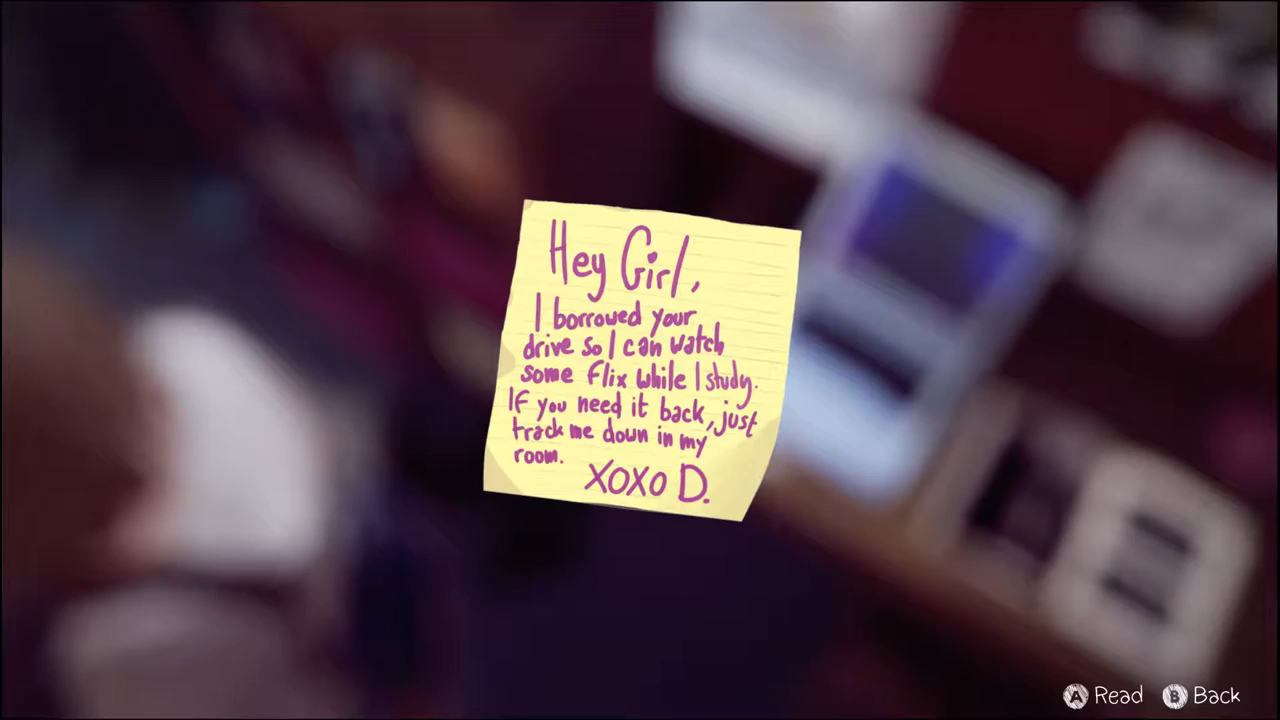 Hey Girl,
I borrowed your
drive so I can watch
some flix while I study.
If you need it back, just
track me down in my
room.
XOXO D.
A Read B Back